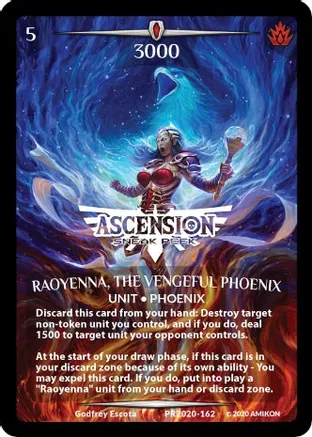 5
3000
ASCENSION
SNEAK PEEK
RAOYENNA, THE VENGEFUL PHOENIX
UNIT • PHOENIX
Discard this card from your hand: Destroy target
non-token unit you control, and if you do, deal
1500 to target unit your opponent controls.
At the start of your draw phase, if this card is in
your discard zone because of its own ability - You
may expel this card. If you do, put into play a
"Raoyenna" unit from your hand or discard zone.
Godfrey Escota PR2020-162 © 2020 AMIKON